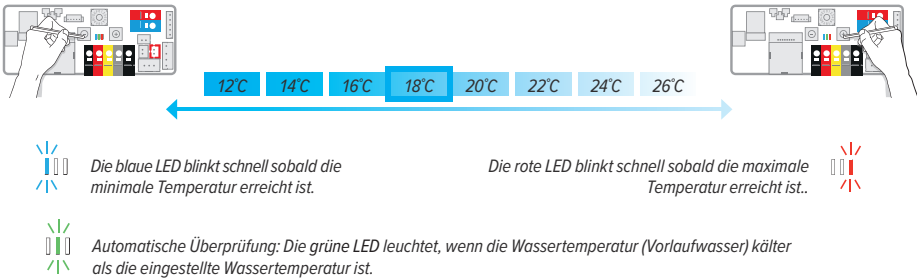 12°C 14°C 16°C 18°C 20°C 22°C 24°C 26°C
Die blaue LED blinkt schnell sobald die
minimale Temperatur erreicht ist.
Die rote LED blinkt schnell sobald die maximale
Temperatur erreicht ist..
Automatische Überprüfung: Die grüne LED leuchtet, wenn die Wassertemperatur (Vorlaufwasser) kälter
als die eingestellte Wassertemperatur ist.